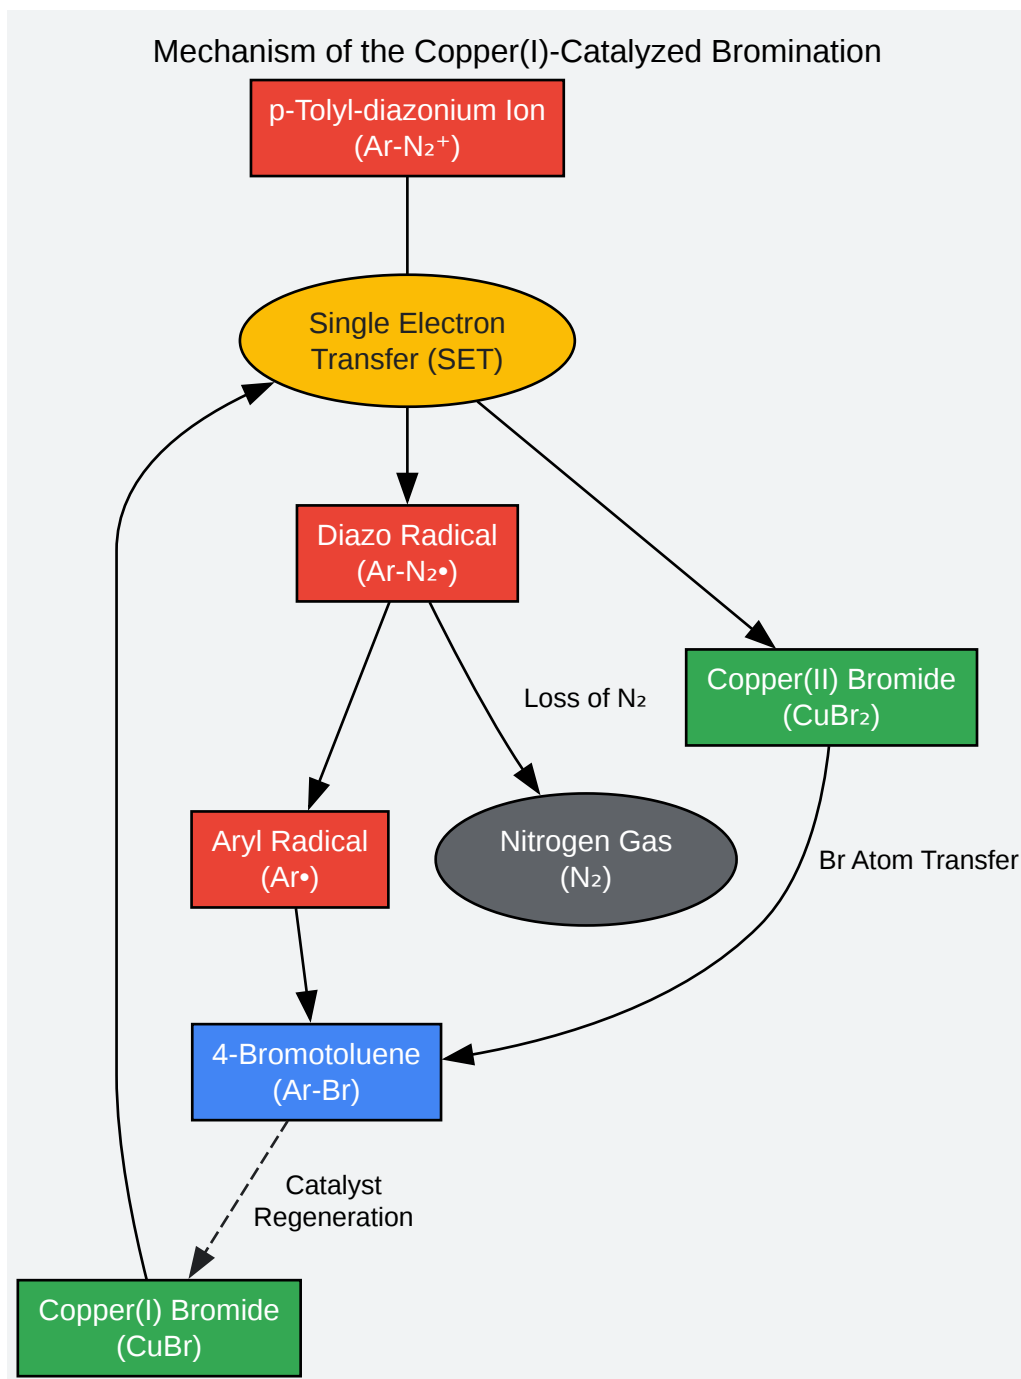 Mechanism of the Copper(I)-Catalyzed Bromination
p-Tolyl-diazonium Ion
(Ar-N₂⁺)
Single Electron
Transfer (SET)
Diazo Radical
(Ar-N₂•)
Loss of N₂
Copper(II) Bromide
(CuBr₂)
Aryl Radical
(Ar•)
Nitrogen Gas
(N₂)
Br Atom Transfer
4-Bromotoluene
(Ar-Br)
Catalyst
Regeneration
Copper(I) Bromide
(CuBr)